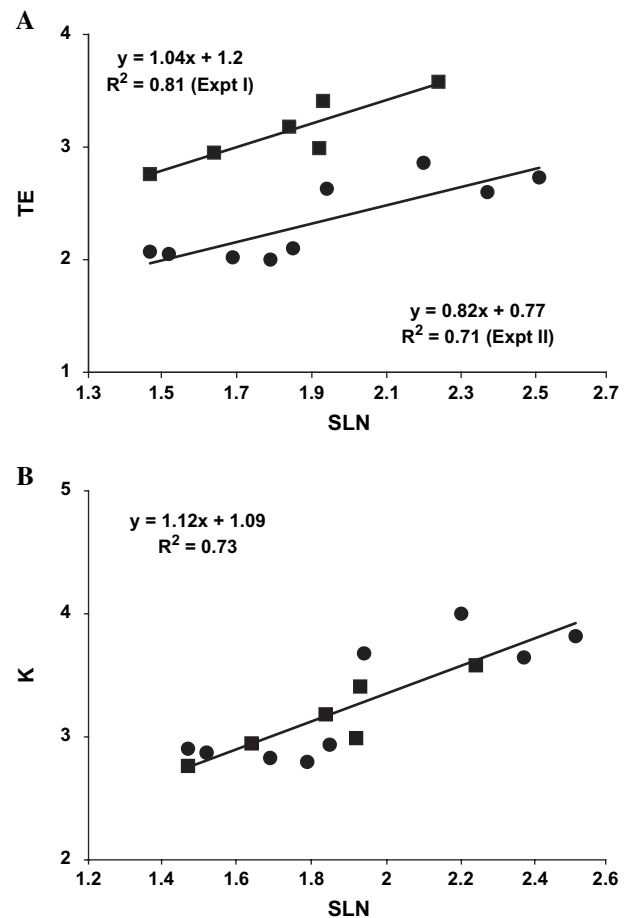 A
4
y = 1.04x + 1.2
R² = 0.81 (Expt I)
3
TE
2
y = 0.82x + 0.77
R² = 0.71 (Expt II)
1
1.3 1.5 1.7 1.9 2.1 2.3 2.5 2.7
SLN
B
5
y = 1.12x + 1.09
R² = 0.73
4
K
3
2
1.2 1.4 1.6 1.8 2 2.2 2.4 2.6
SLN